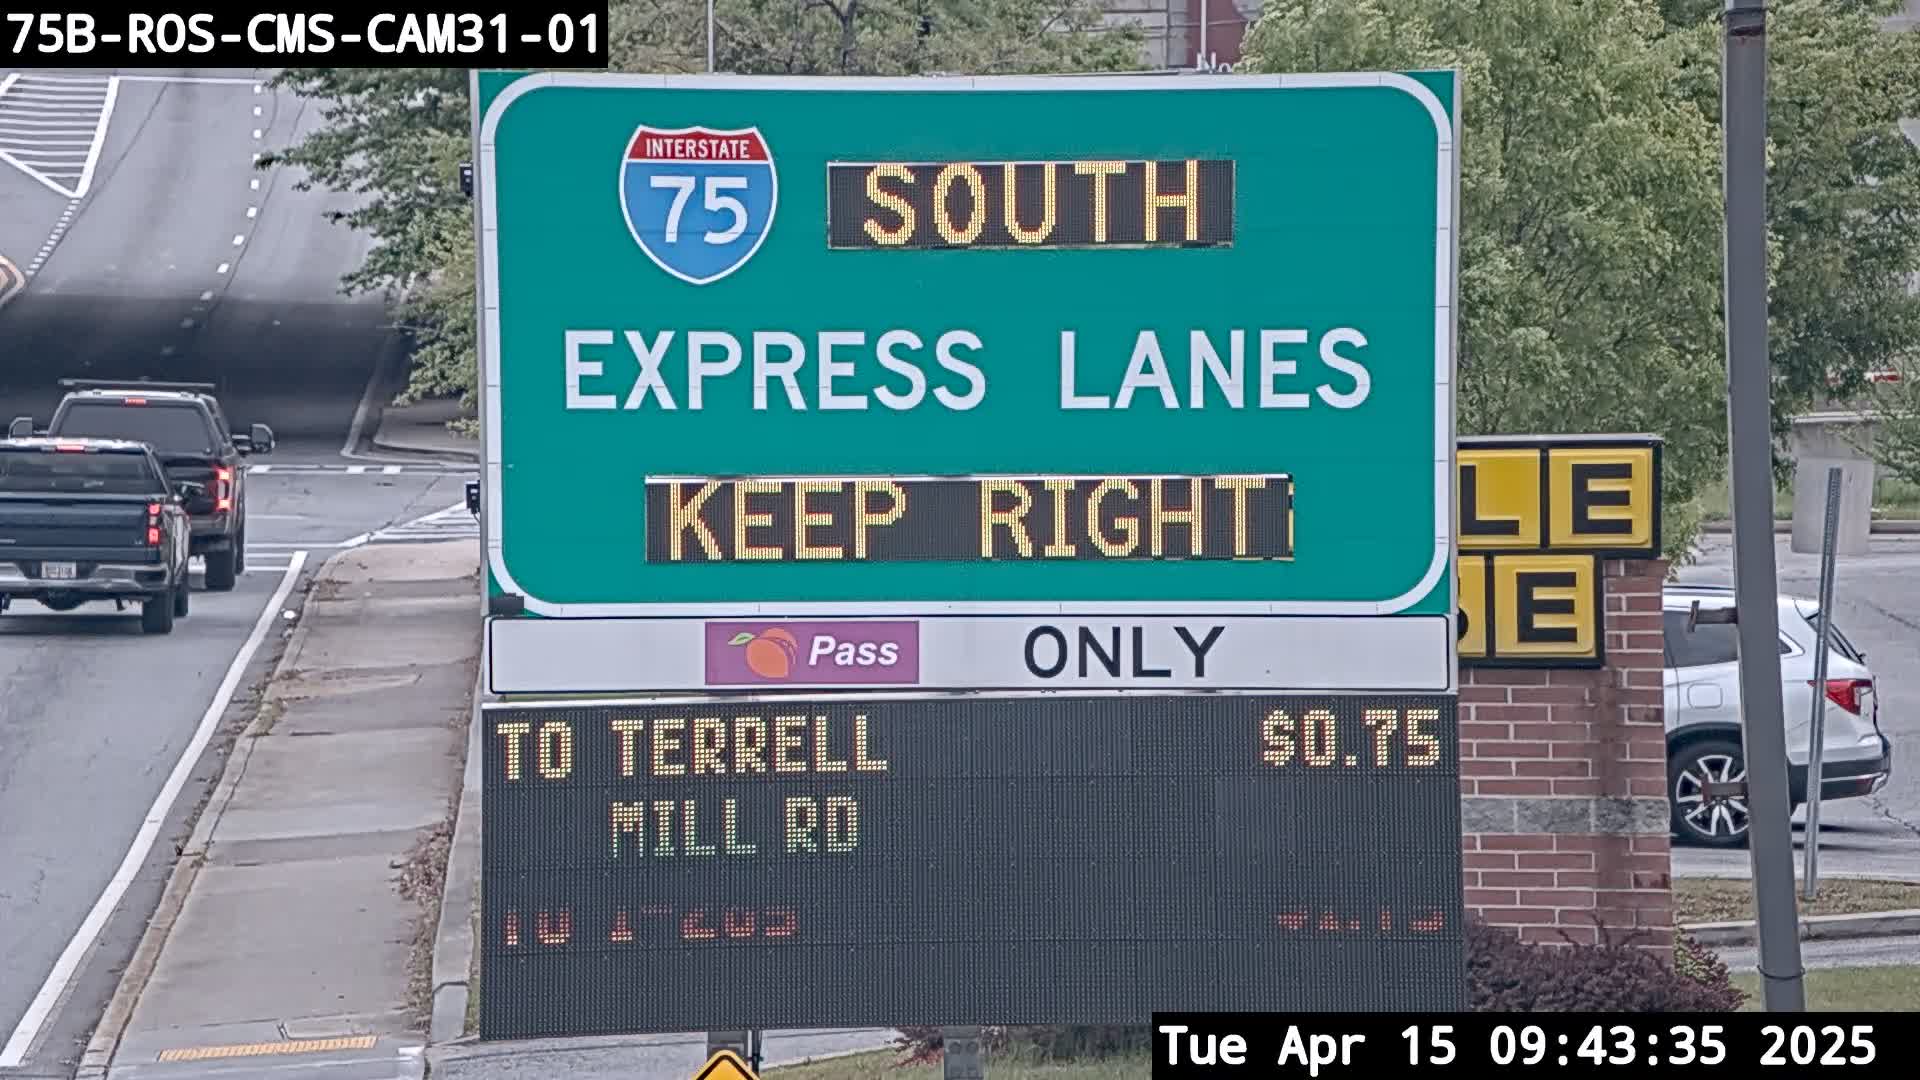 75B-ROS-CMS-CAM31-01
INTERSTATE
75
SOUTH
EXPRESS LANES
KEEP RIGHT
Pass ONLY
TO TERRELL $0.75
MILL RD
LE
E
Tue Apr 15 09:43:35 2025